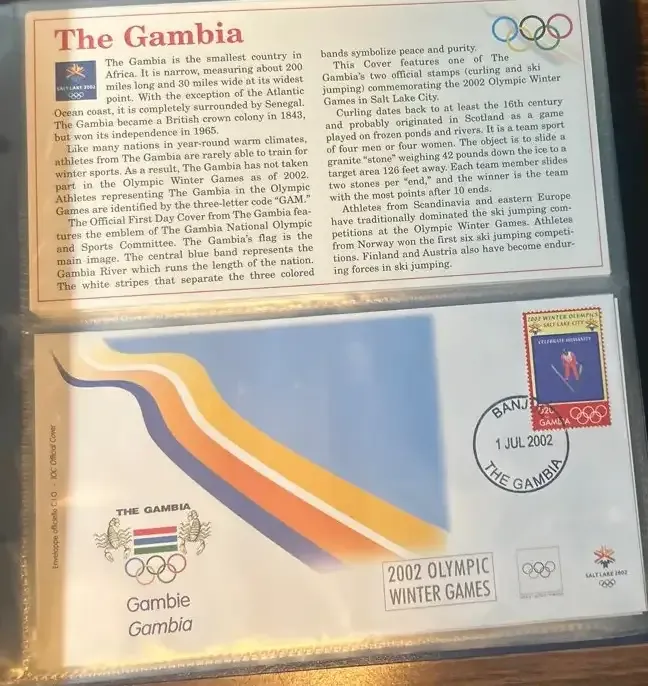 The Gambia
SALT LAKE 2002
The Gambia is the smallest country in
Africa. It is narrow, measuring about 200
miles long and 30 miles wide at its widest
point. With the exception of the Atlantic
Ocean coast, it is completely surrounded by Senegal.
The Gambia became a British crown colony in 1843,
but won its independence in 1965.
Like many nations in year-round warm climates,
athletes from The Gambia are rarely able to train for
winter sports. As a result, The Gambia has not taken
part in the Olympic Winter Games as of 2002.
Athletes representing The Gambia in the Olympic
Games are identified by the three-letter code "GAM."
The Official First Day Cover from The Gambia fea-
tures the emblem of The Gambia National Olympic
and Sports Committee. The Gambia's flag is the
main image. The central blue band represents the
Gambia River which runs the length of the nation.
The white stripes that separate the three colored
bands symbolize peace and purity.
This Cover features one of The
Gambia's two official stamps (curling and ski
jumping) commemorating the 2002 Olympic Winter
Games in Salt Lake City.
Curling dates back to at least the 16th century
and probably originated in Scotland as a game
played on frozen ponds and rivers. It is a team sport
of four men or four women. The object is to slide a
granite "stone" weighing 42 pounds down the ice to a
target area 126 feet away. Each team member slides
two stones per "end," and the winner is the team
with the most points after 10 ends.
Athletes from Scandinavia and eastern Europe
have traditionally dominated the ski jumping com-
petitions at the Olympic Winter Games. Athletes
from Norway won the first six ski jumping competi-
tions. Finland and Austria also have become endur-
ing forces in ski jumping.
2002 WINTER OLYMPICS
SALT LAKE CITY
CELEBRATE HUMANITY
GAMBIA
BANJUL
1 JUL 2002
THE GAMBIA
Enveloppe officielle C.I.O. - IOC Official Cover
THE GAMBIA
Gambie
Gambia
2002 OLYMPIC
WINTER GAMES
SALT LAKE 2002